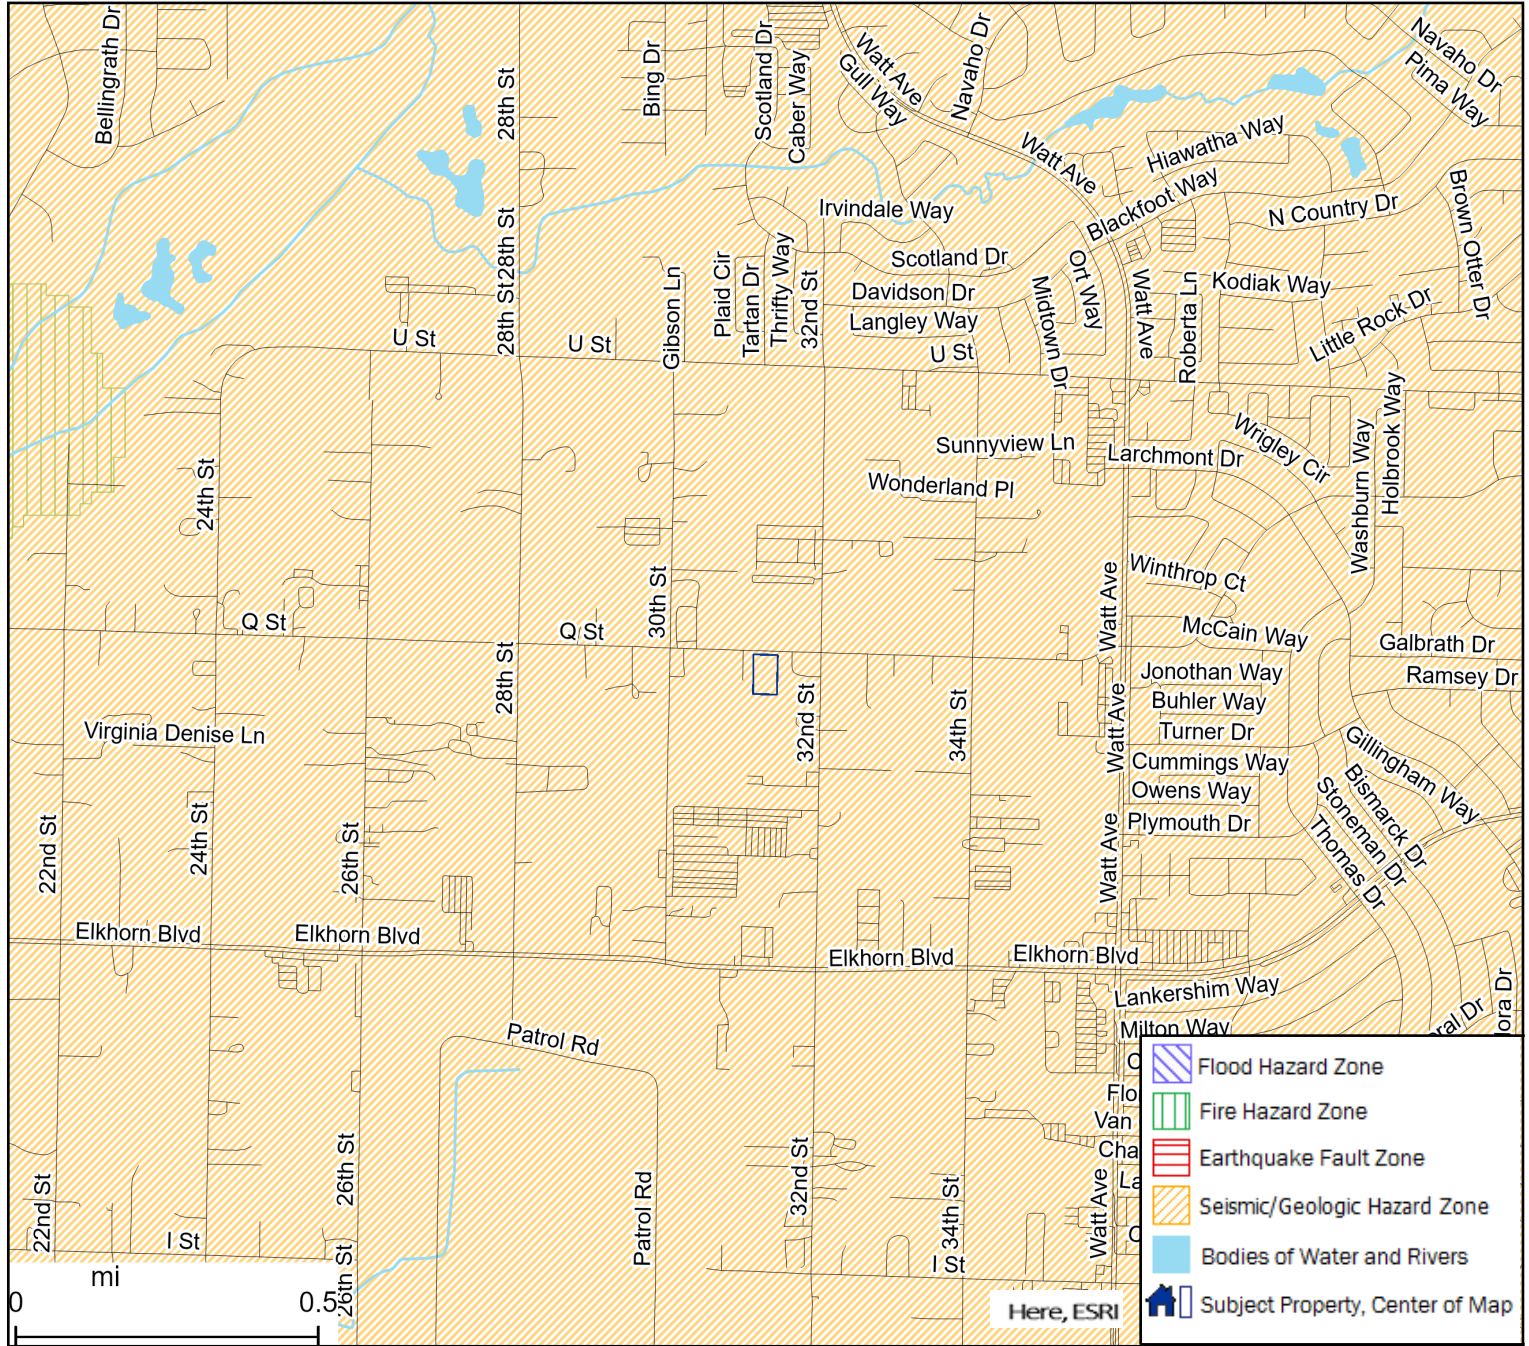 Bellingrath Dr
28th St
Bing Dr
Scotland Dr
Caber Way
Watt Ave
Gull Way
Navaho Dr
Navaho Dr
Pima Way
Watt Ave
Hiawatha Way
Blackfoot Way
N Country Dr
Brown Otter Dr
Irvindale Way
Scotland Dr
Davidson Dr
Langley Way
U St
28th St
28th St
U St
U St
Gibson Ln
Plaid Cir
Tartan Dr
Thrifty Way
32nd St
Midtown Dr
Ort Way
Watt Ave
Roberta Ln
Kodiak Way
Little Rock Dr
24th St
Sunnyview Ln
Wonderland Pl
Larchmont Dr
Wrigley Cir
Washburn Way
Holbrook Way
Winthrop Ct
Watt Ave
McCain Way
Galbrath Dr
Ramsey Dr
Q St
Q St
30th St
28th St
32nd St
34th St
Watt Ave
Jonothan Way
Buhler Way
Turner Dr
Cummings Way
Owens Way
Plymouth Dr
Gillingham Way
Bismarck Dr
Stoneman Dr
Thomas Dr
Virginia Denise Ln
22nd St
24th St
26th St
Watt Ave
Elkhorn Blvd
Elkhorn Blvd
Elkhorn Blvd
Elkhorn Blvd
Lankershim Way
Milton Way
oral Dr
lora Dr
Patrol Rd
C
Flo
Van
Cha
La
C
22nd St
26th St
Patrol Rd
32nd St
34th St
Watt Ave
I St
I St
26th St
mi
0
0.5
Here, ESRI
Flood Hazard Zone
Fire Hazard Zone
Earthquake Fault Zone
Seismic/Geologic Hazard Zone
Bodies of Water and Rivers
Subject Property, Center of Map